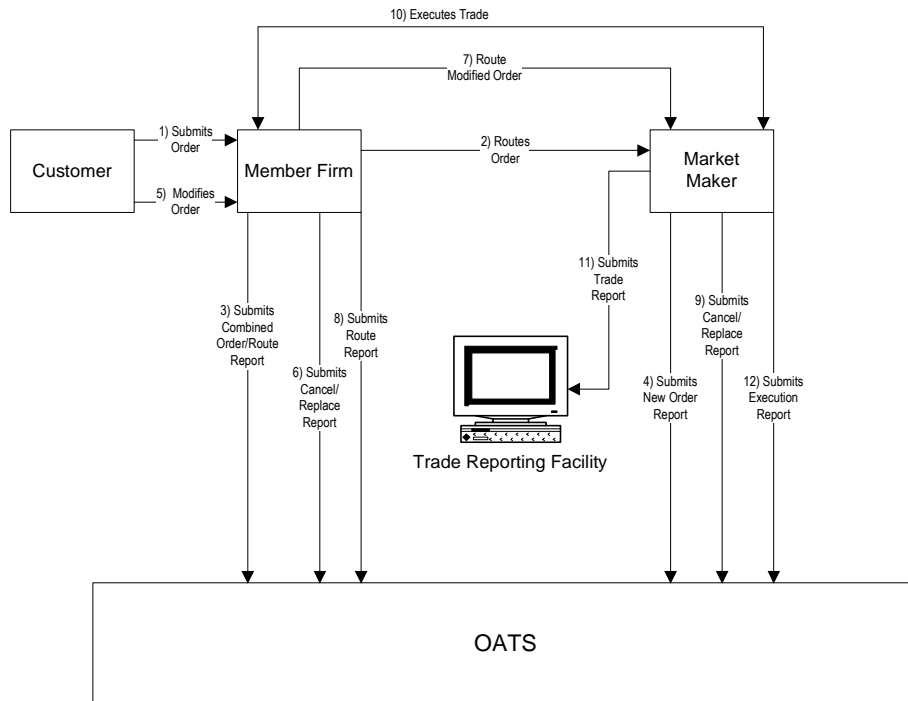 10) Executes Trade
7) Route
Modified Order
1) Submits
Order
2) Routes
Order
Customer
Member Firm
Market
Maker
5) Modifies
Order
11) Submits
Trade
Report
3) Submits
Combined
Order/Route
Report
8) Submits
Route
Report
9) Submits
Cancel/
Replace
Report
6) Submits
Cancel/
Replace
Report
4) Submits
New Order
Report
12) Submits
Execution
Report
Trade Reporting Facility
OATS